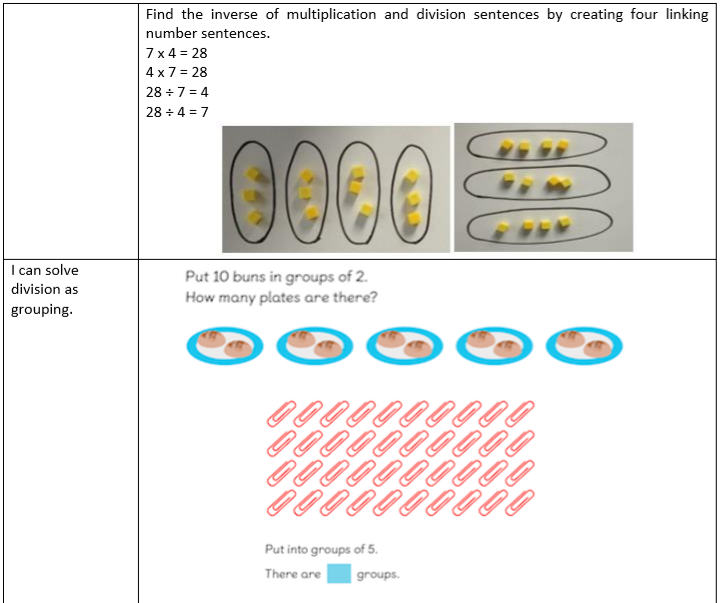 Find the inverse of multiplication and division sentences by creating four linking
number sentences.
7 x 4 = 28
4 x 7 = 28
28 ÷ 7 = 4
28 ÷ 4 = 7
I can solve
division as
grouping.
Put 10 buns in groups of 2.
How many plates are there?
Put into groups of 5.
There are groups.